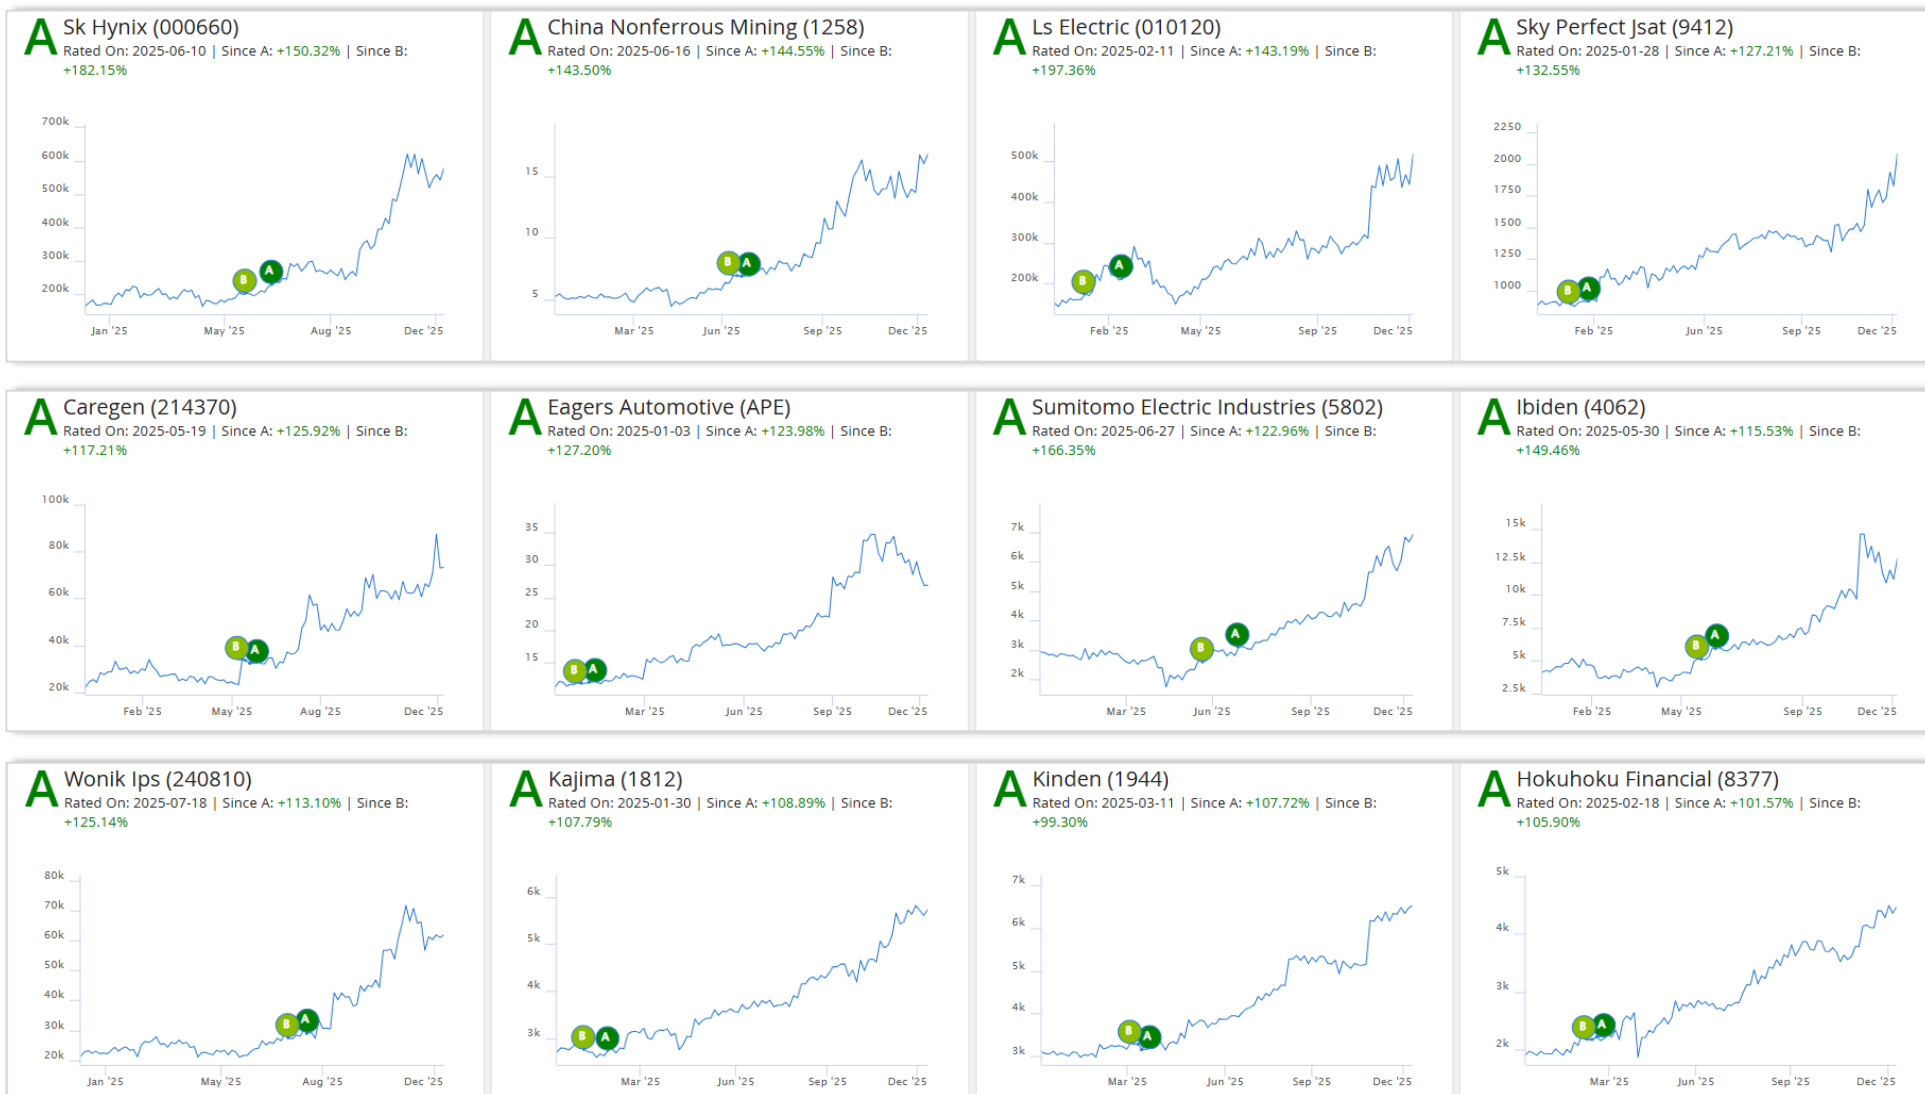 A Sk Hynix (000660)
Rated On: 2025-06-10 | Since A: +150.32% | Since B:
+182.15%
700k
600k
500k
400k
300k
200k
B
A
Jan '25 May '25 Aug '25 Dec '25
A China Nonferrous Mining (1258)
Rated On: 2025-06-16 | Since A: +144.55% | Since B:
+143.50%
15
10
5
B A
Mar '25 Jun '25 Sep '25 Dec '25
A Ls Electric (010120)
Rated On: 2025-02-11 | Since A: +143.19% | Since B:
+197.36%
500k
400k
300k
200k
B
A
Feb '25 May '25 Sep '25 Dec '25
A Sky Perfect Jsat (9412)
Rated On: 2025-01-28 | Since A: +127.21% | Since B:
+132.55%
2250
2000
1750
1500
1250
1000
B A
Feb '25 Jun '25 Sep '25 Dec '25
A Caregen (214370)
Rated On: 2025-05-19 | Since A: +125.92% | Since B:
+117.21%
100k
80k
60k
40k
20k
B A
Feb '25 May '25 Aug '25 Dec '25
A Eagers Automotive (APE)
Rated On: 2025-01-03 | Since A: +123.98% | Since B:
+127.20%
35
30
25
20
15
B A
Mar '25 Jun '25 Sep '25 Dec '25
A Sumitomo Electric Industries (5802)
Rated On: 2025-06-27 | Since A: +122.96% | Since B:
+166.35%
7k
6k
5k
4k
3k
2k
B
A
Mar '25 Jun '25 Sep '25 Dec '25
A Ibiden (4062)
Rated On: 2025-05-30 | Since A: +115.53% | Since B:
+149.46%
15k
12.5k
10k
7.5k
5k
2.5k
B
A
Feb '25 May '25 Sep '25 Dec '25
A Wonik Ips (240810)
Rated On: 2025-07-18 | Since A: +113.10% | Since B:
+125.14%
80k
70k
60k
50k
40k
30k
20k
B A
Jan '25 May '25 Aug '25 Dec '25
A Kajima (1812)
Rated On: 2025-01-30 | Since A: +108.89% | Since B:
+107.79%
6k
5k
4k
3k
B A
Mar '25 Jun '25 Sep '25 Dec '25
A Kinden (1944)
Rated On: 2025-03-11 | Since A: +107.72% | Since B:
+99.30%
7k
6k
5k
4k
3k
B A
Mar '25 Jun '25 Sep '25 Dec '25
A Hokuhoku Financial (8377)
Rated On: 2025-02-18 | Since A: +101.57% | Since B:
+105.90%
5k
4k
3k
2k
B A
Mar '25 Jun '25 Sep '25 Dec '25